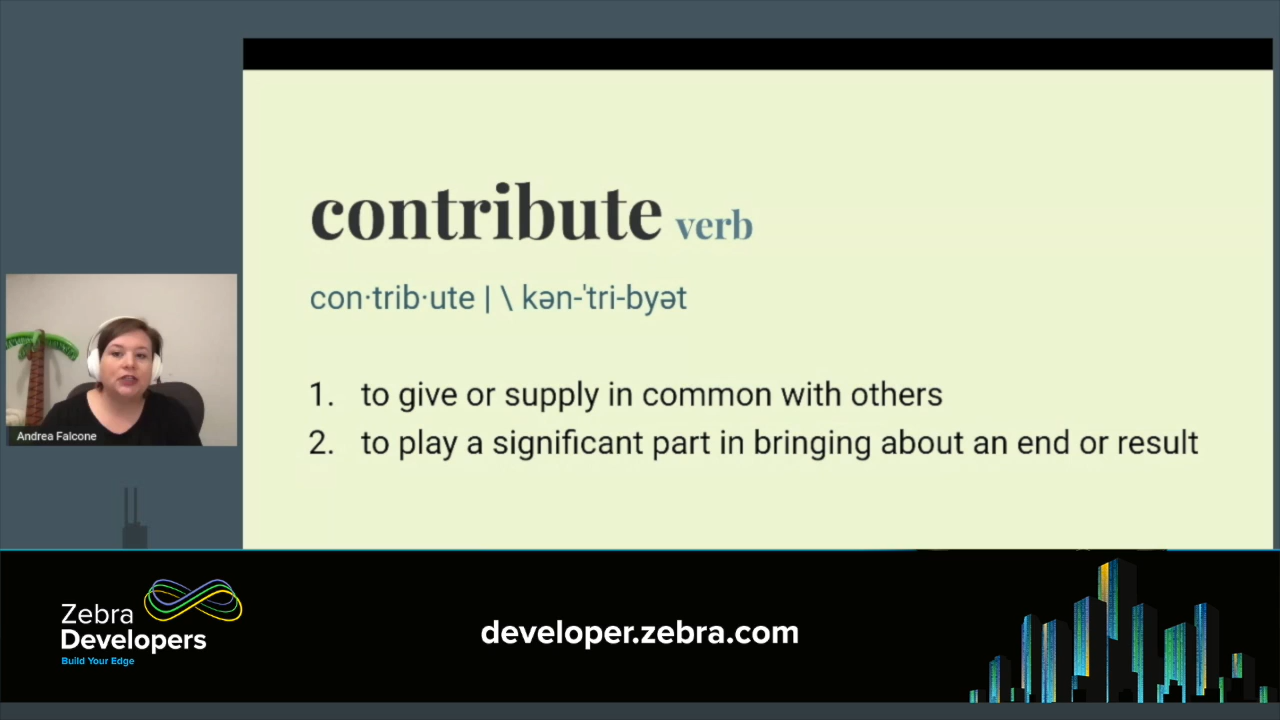 contribute verb
con·trib·ute | \ kən-ˈtri-byət
1. to give or supply in common with others
2. to play a significant part in bringing about an end or result
Andrea Falcone
Zebra
Developers
Build Your Edge
developer.zebra.com